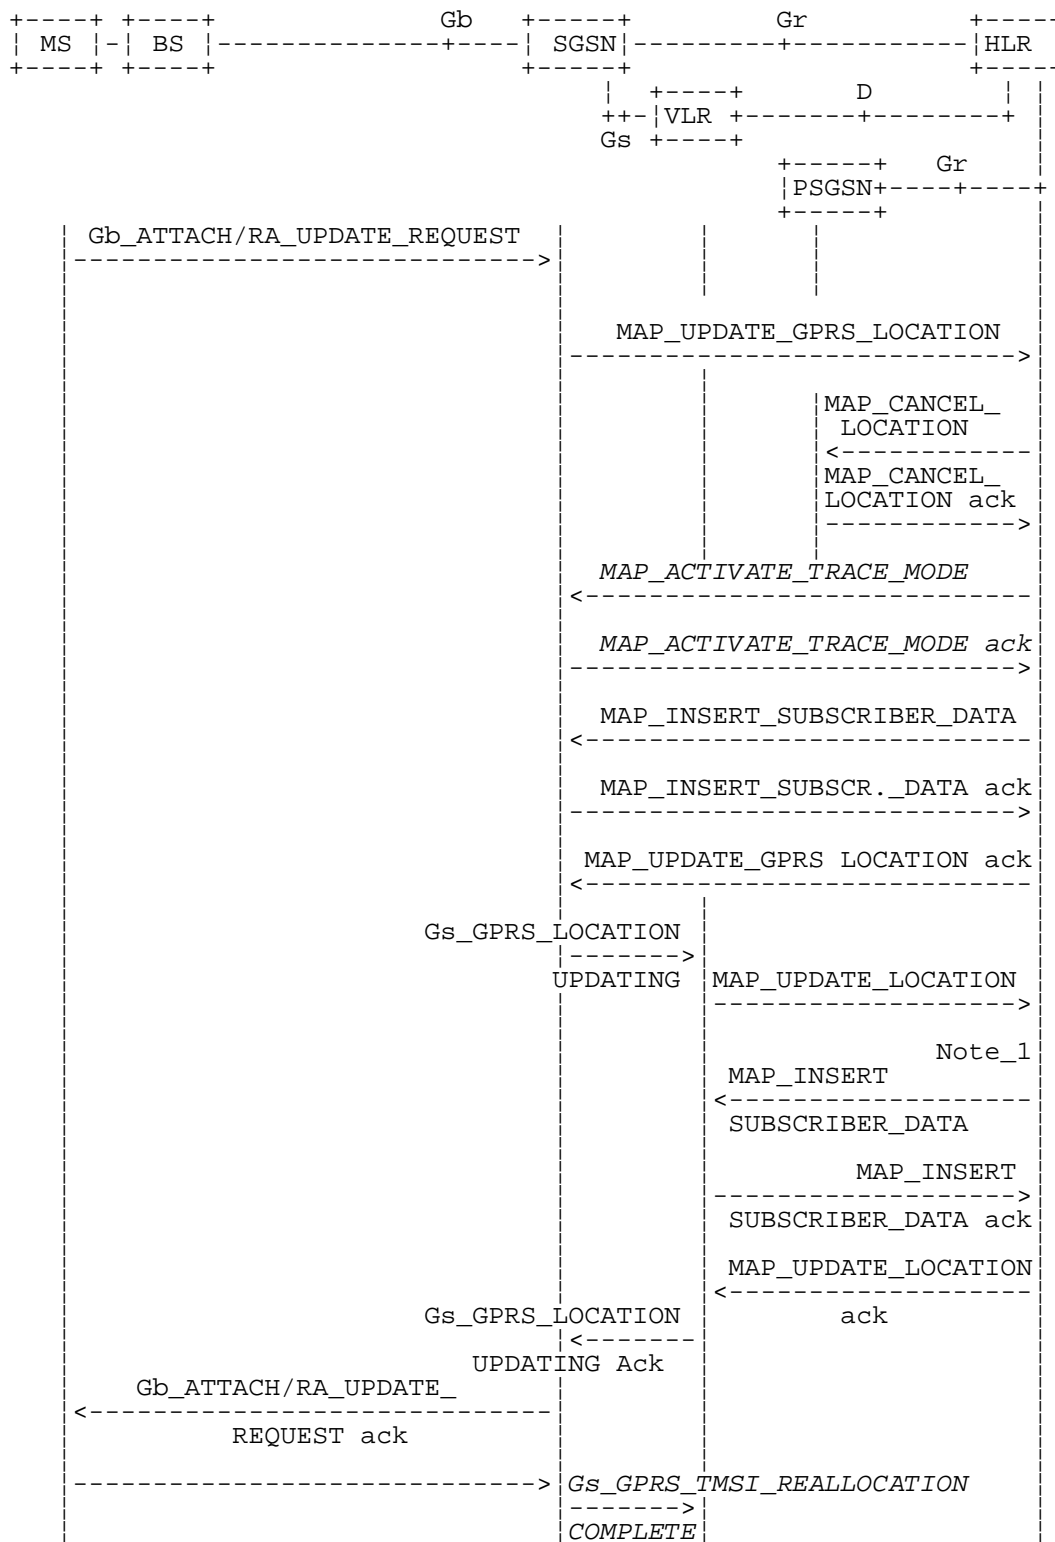 Gb Gr
MS BS SGSN HLR
D
VLR
Gs
Gr
PSGSN
Gb_ATTACH/RA_UPDATE_REQUEST
MAP_UPDATE_GPRS_LOCATION
MAP_CANCEL_
LOCATION
MAP_CANCEL_
LOCATION ack
MAP_ACTIVATE_TRACE_MODE
MAP_ACTIVATE_TRACE_MODE ack
MAP_INSERT_SUBSCRIBER_DATA
MAP_INSERT_SUBSCR._DATA ack
MAP_UPDATE_GPRS LOCATION ack
Gs_GPRS_LOCATION
UPDATING MAP_UPDATE_LOCATION
Note_1
MAP_INSERT
SUBSCRIBER_DATA
MAP_INSERT
SUBSCRIBER_DATA ack
MAP_UPDATE_LOCATION
Gs_GPRS_LOCATION ack
UPDATING Ack
Gb_ATTACH/RA_UPDATE_
REQUEST ack
Gs_GPRS_TMSI_REALLOCATION
COMPLETE